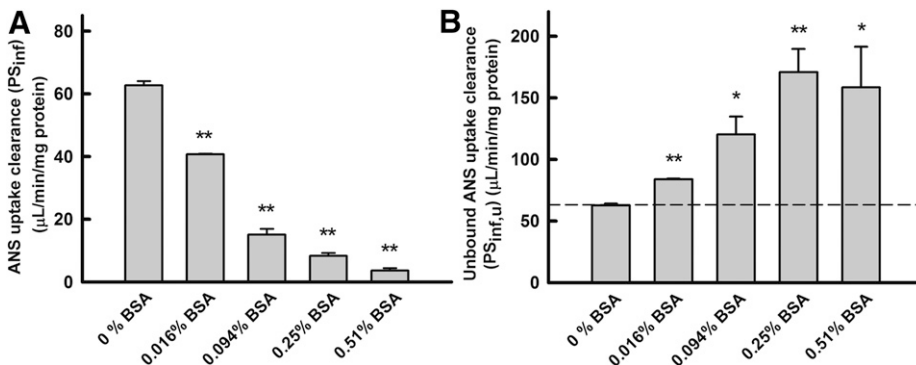 A
ANS uptake clearance (PSinf)
(μL/min/mg protein)
80
60
40
20
0
**
**
**
**
0 % BSA
0.016% BSA
0.094% BSA
0.25% BSA
0.51% BSA
B
Unbound ANS uptake clearance
(PSinf,u) (μL/min/mg protein)
200
150
100
50
0
**
*
**
*
0 % BSA
0.016% BSA
0.094% BSA
0.25% BSA
0.51% BSA